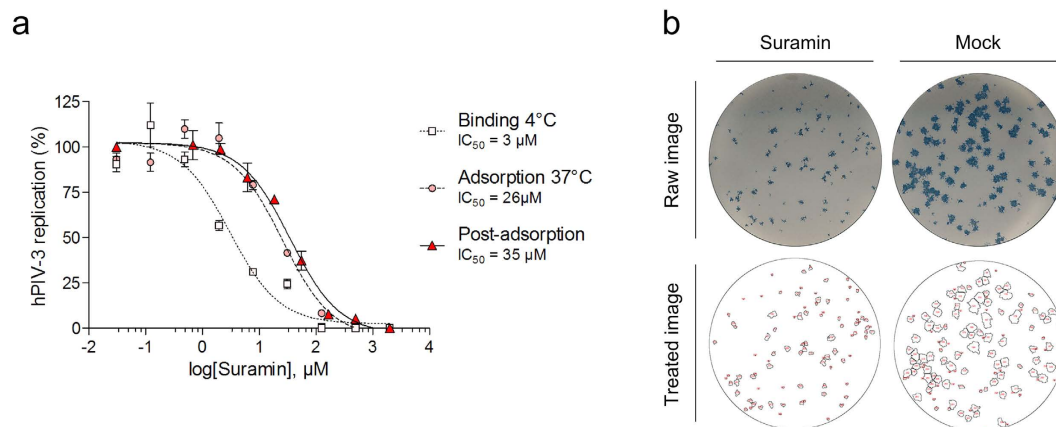 a
hPIV-3 replication (%)
125
100
75
50
25
0
-2
-1
0
1
2
3
4
log[Suramin], µM
Binding 4°C
IC50 = 3 µM
Adsorption 37°C
IC50 = 26µM
Post-adsorption
IC50 = 35 µM
b
Suramin
Mock
Raw image
Treated image